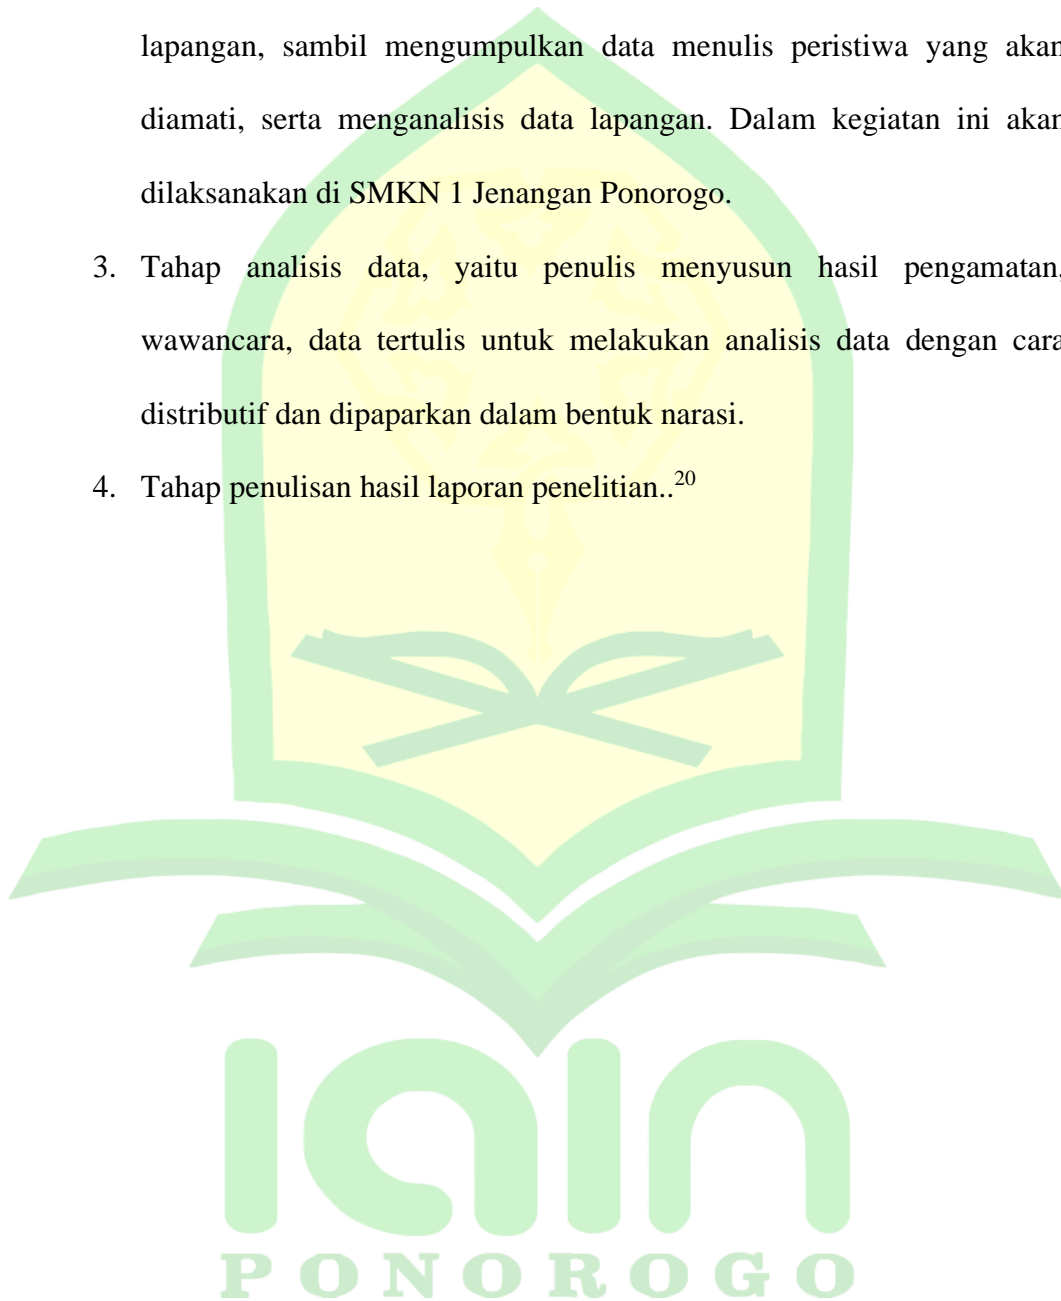 lapangan, sambil mengumpulkan data menulis peristiwa yang akan
diamati, serta menganalisis data lapangan. Dalam kegiatan ini akan
dilaksanakan di SMKN 1 Jenangan Ponorogo.
3. Tahap analisis data, yaitu penulis menyusun hasil pengamatan,
wawancara, data tertulis untuk melakukan analisis data dengan cara
distributif dan dipaparkan dalam bentuk narasi.
4. Tahap penulisan hasil laporan penelitian..20
iain
PONOROGO